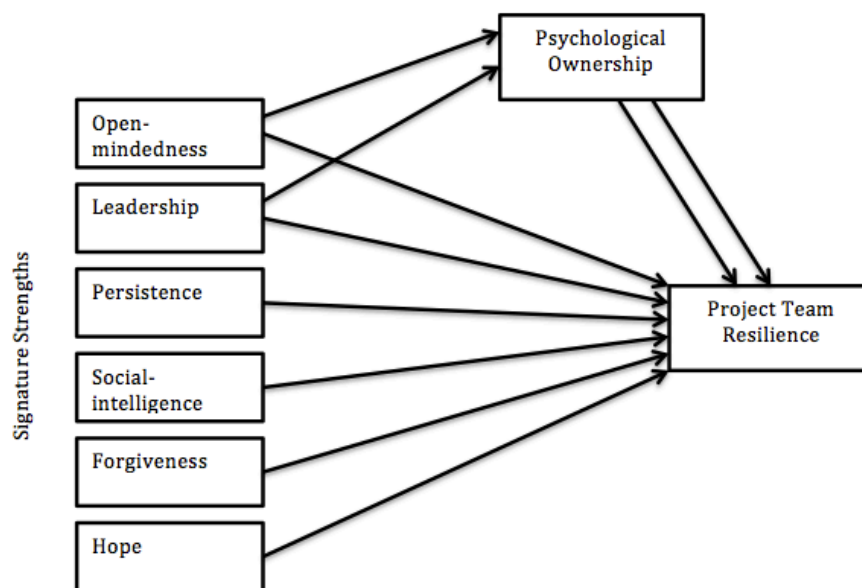 Psychological
Ownership
Open-
mindedness
Leadership
Persistence
Social-
intelligence
Forgiveness
Hope
Signature Strengths
Project Team
Resilience